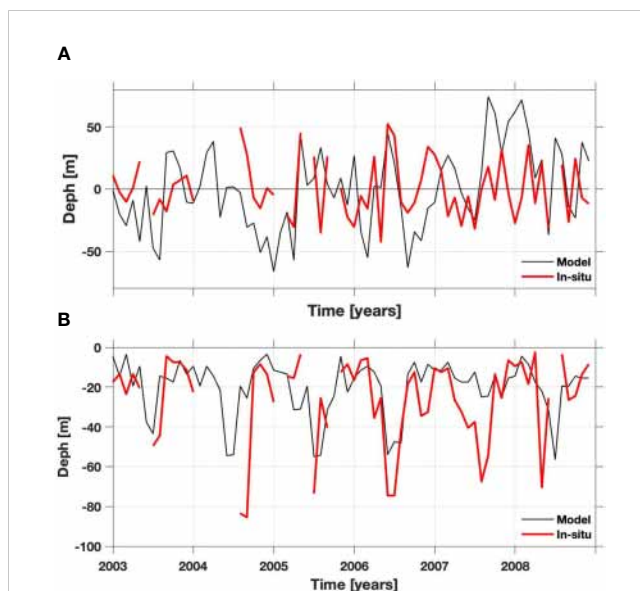 A
50
0
-50
Deph [m]
Model
In-situ
Time [years]
B
0
-20
-40
-60
-80
-100
Deph [m]
Model
In-situ
2003 2004 2005 2006 2007 2008
Time [years]